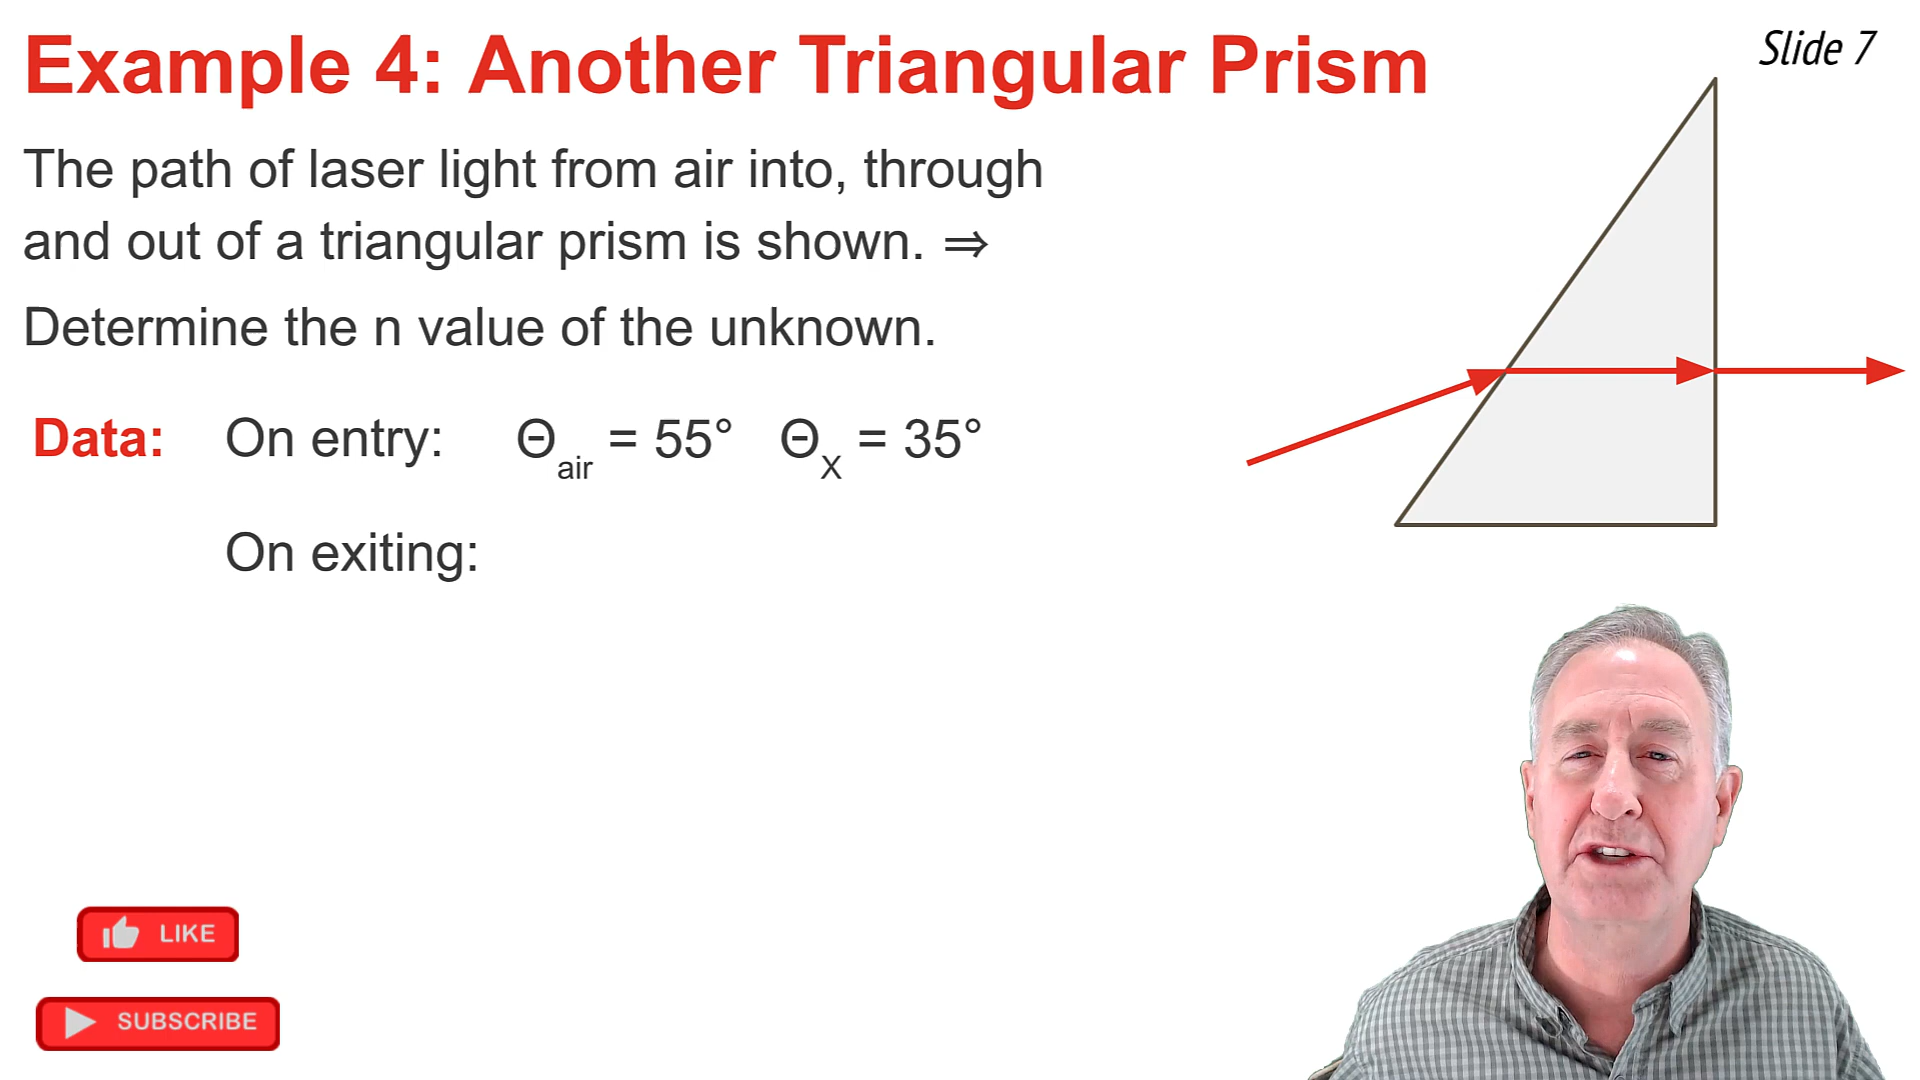 Example 4: Another Triangular Prism
Slide 7
The path of laser light from air into, through
and out of a triangular prism is shown. ⇒
Determine the n value of the unknown.
Data: On entry: Θair = 55° ΘX = 35°
On exiting:
LIKE
SUBSCRIBE